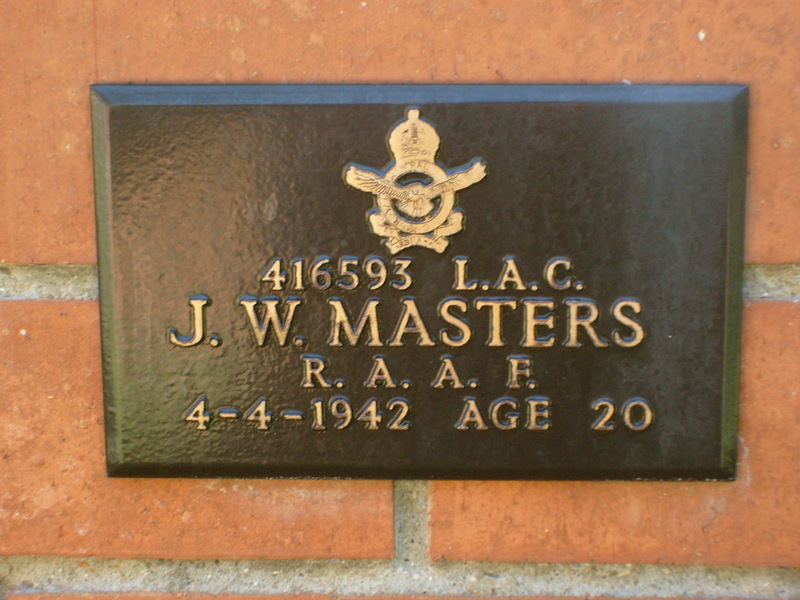 416593 L.A.C.
J. W. MASTERS
R. A. A. F.
4-4-1942 AGE 20